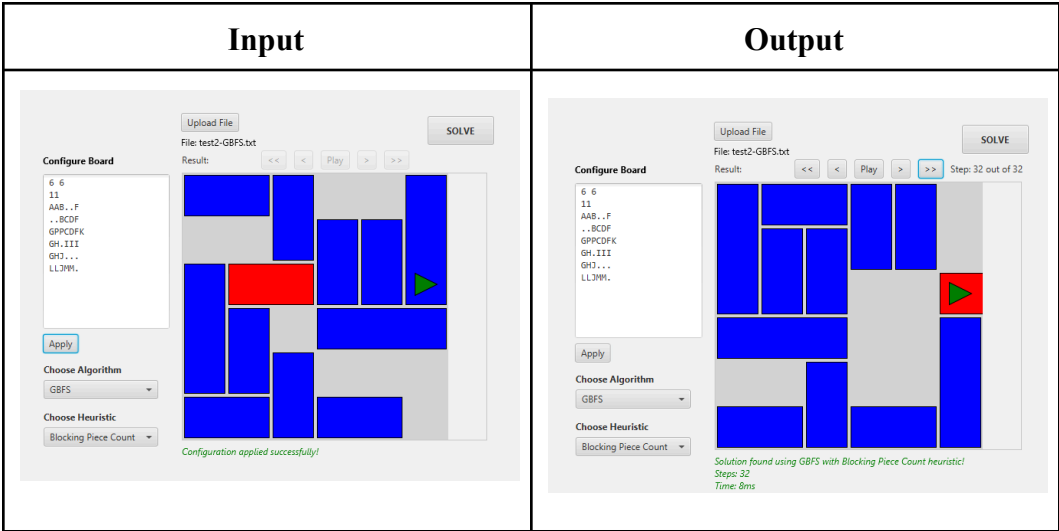 Input
Output
Upload File
SOLVE
File: test2-GBFS.txt
Configure Board
Result:
<<
<
Play
>
>>
6 6
11
AAB..F
..BCDF
GPPCDFK
GH.III
GHJ...
LLJMM.
Apply
Choose Algorithm
GBFS
Choose Heuristic
Blocking Piece Count
Configuration applied successfully!
Upload File
SOLVE
File: test2-GBFS.txt
Configure Board
Result:
<<
<
Play
>
>>
Step: 32 out of 32
6 6
11
AAB..F
..BCDF
GPPCDFK
GH.III
GHJ...
LLJMM.
Apply
Choose Algorithm
GBFS
Choose Heuristic
Blocking Piece Count
Solution found using GBFS with Blocking Piece Count heuristic!
Steps: 32
Time: 8ms